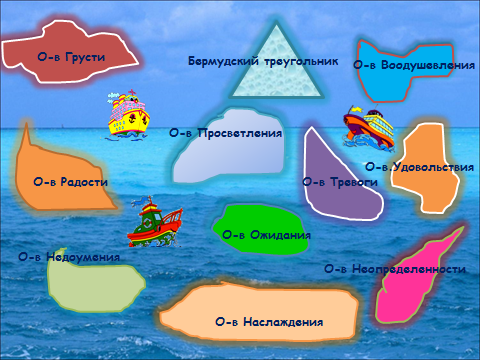 О-в Грусти
Бермудский треугольник
О-в Воодушевления
О-в Просветления
О-в Радости
О-в Тревоги
О-в Удовольствия
О-в Ожидания
О-в Недоумения
О-в Неопределенности
О-в Наслаждения